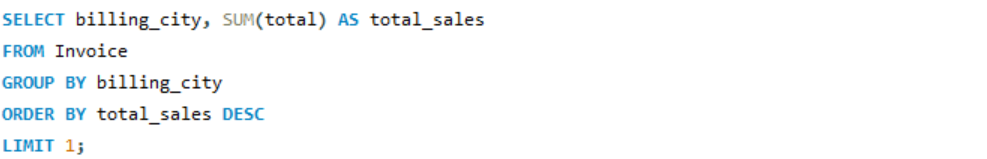 SELECT billing_city, SUM(total) AS total_sales
FROM Invoice
GROUP BY billing_city
ORDER BY total_sales DESC
LIMIT 1;